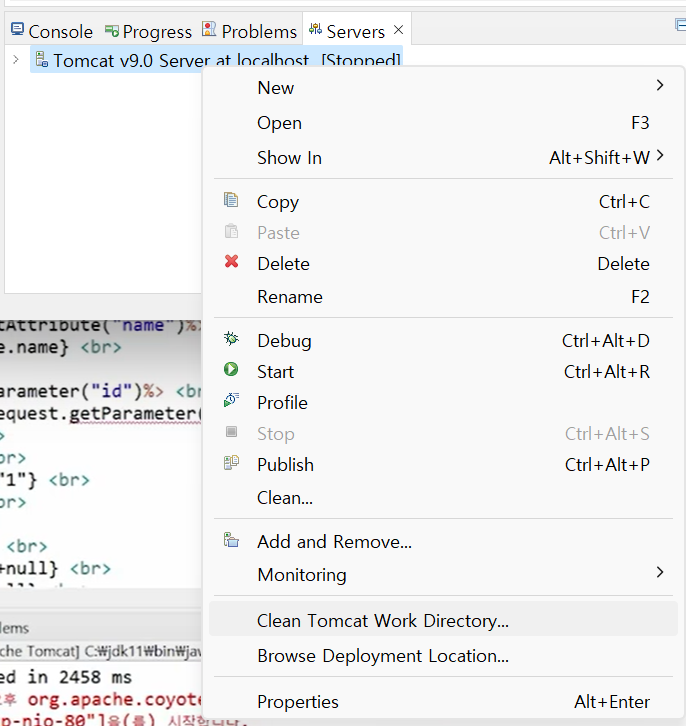 Console Progress Problems Servers
Tomcat v9.0 Server at localhost [Stopped]
New
Open F3
Show In Alt+Shift+W
Copy Ctrl+C
Paste Ctrl+V
Delete Delete
Rename F2
Debug Ctrl+Alt+D
Start Ctrl+Alt+R
Profile
Stop Ctrl+Alt+S
Publish Ctrl+Alt+P
Clean...
Add and Remove...
Monitoring
Clean Tomcat Work Directory...
Browse Deployment Location...
Properties Alt+Enter
tAttribute("name")%>
e.name} <br>
arameter("id")%> <br
equest.getParameter(
>
br>
"1"} <br>
br>
<br>
+null} <br>
lems
che Tomcat] C:₩jdk11₩bin₩jav
ed in 2458 ms
오후 org.apache.coyote
p-nio-80"]을(를) 시작합니다.